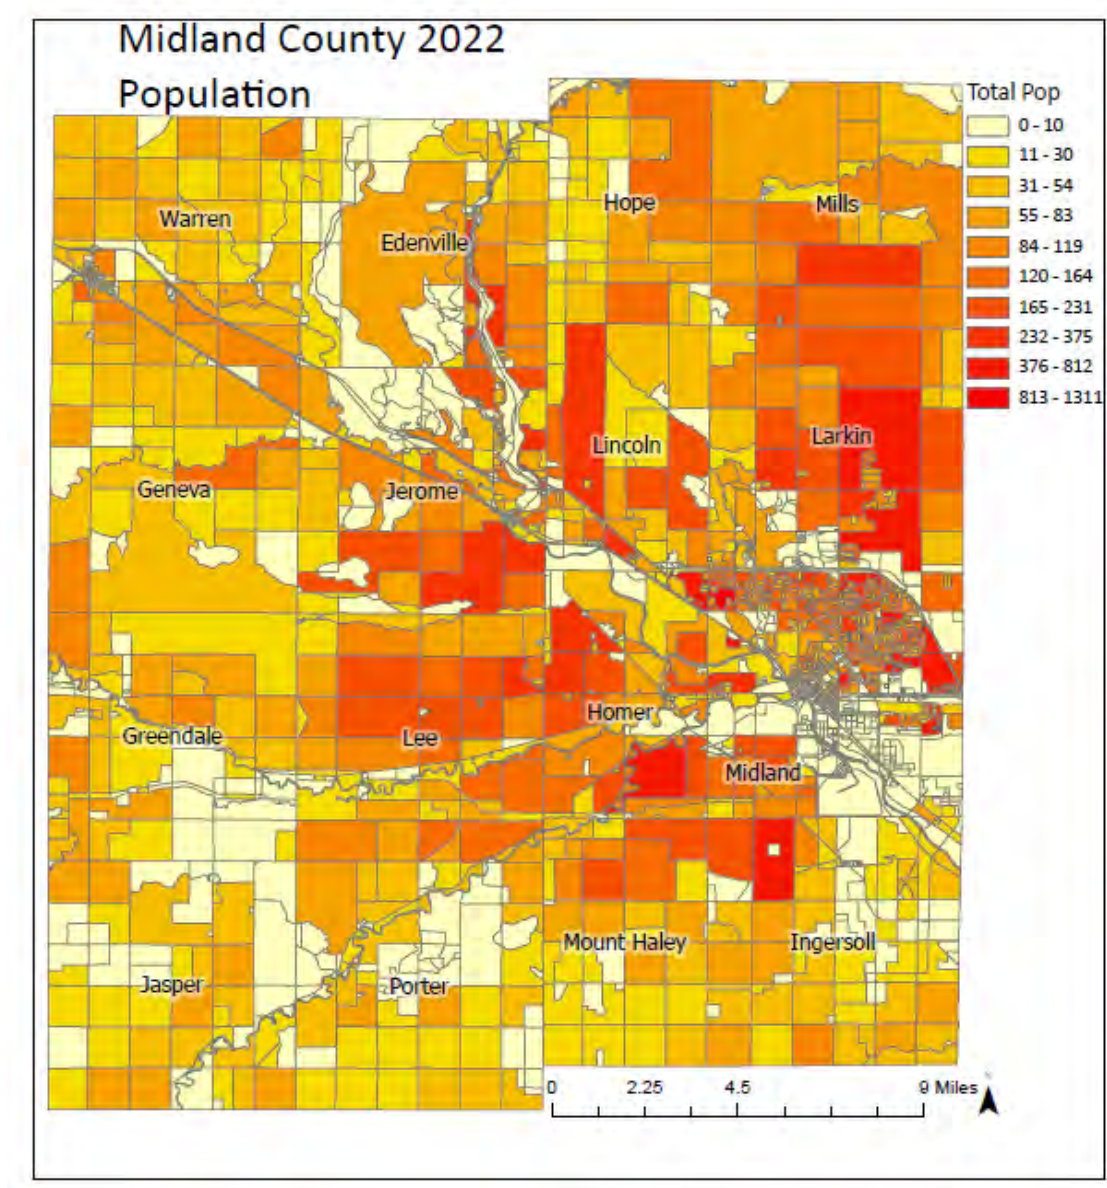 Midland County 2022
Population
Total Pop
0 - 10
11 - 30
31 - 54
55 - 83
84 - 119
120 - 164
165 - 231
232 - 375
376 - 812
813 - 1311
Hope
Mills
Warren
Edenville
Larkin
Lincoln
Geneva
Jerome
Homer
Greendale
Lee
Midland
Mount Haley
Ingersoll
Jasper
Porter
0 2.25 4.5 9 Miles